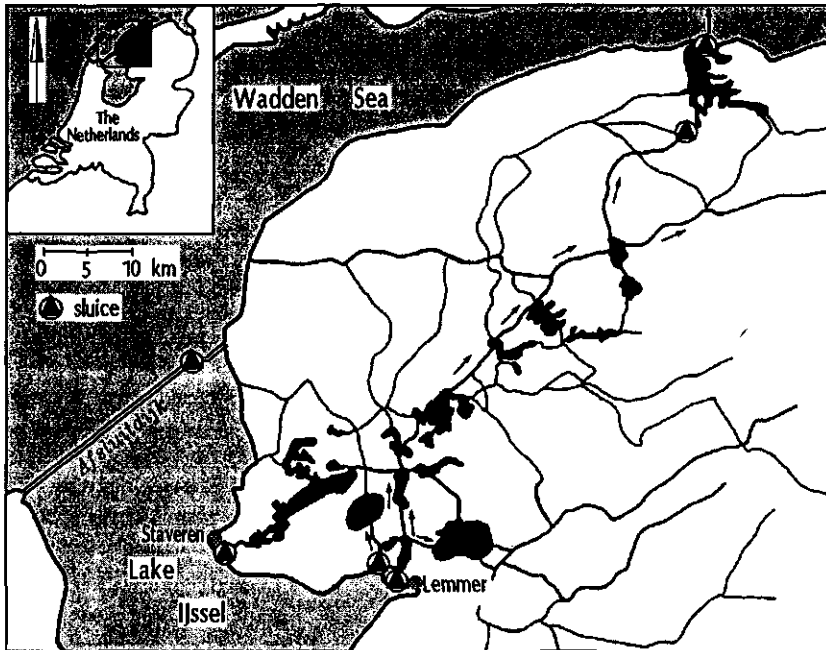 Wadden Sea
The
Netherlands
0 5 10 km
sluice
Afsluitdijk
Staveren
Lake
IJssel
Lemmer